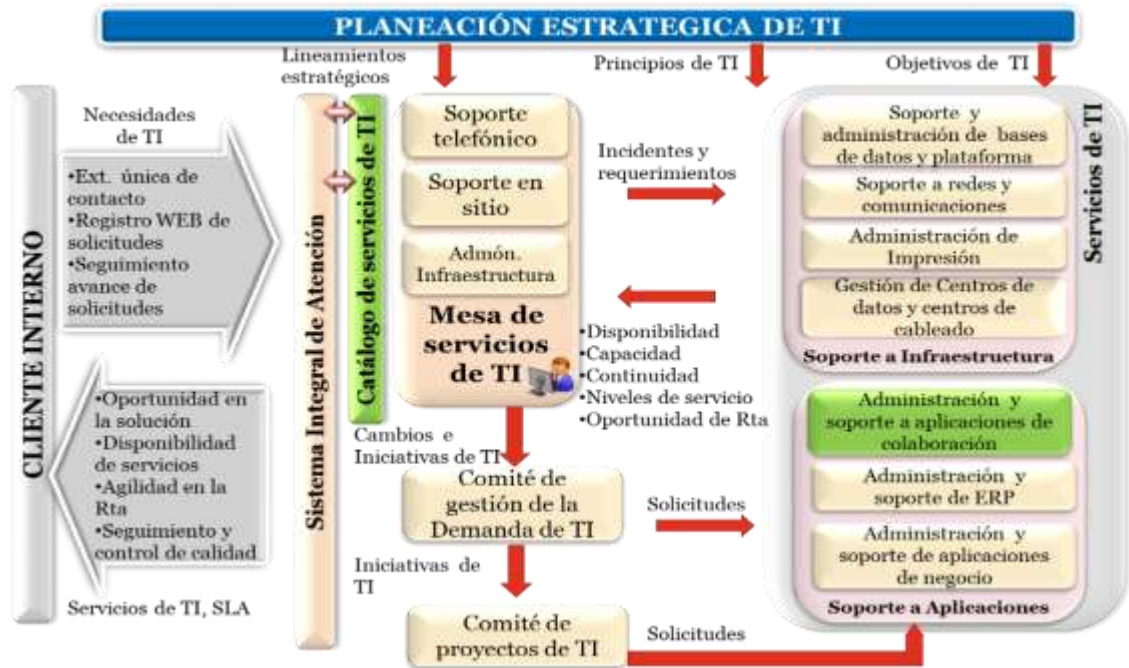 PLANEACIÓN ESTRATEGICA DE TI
Lineamientos
estratégicos
Principios de TI
Objetivos de TI
CLIENTE INTERNO
Necesidades
de TI
•Ext. única de
contacto
•Registro WEB de
solicitudes
•Seguimiento
avance de
solicitudes
•Oportunidad en
la solución
•Disponibilidad
de servicios
•Agilidad en la
Rta
•Seguimiento y
control de calidad
Servicios de TI, SLA
Sistema Integral de Atención
Catálogo de servicios de TI
Soporte
telefónico
Soporte en
sitio
Admón.
Infraestructura
Mesa de
servicios
de TI
Cambios e
Iniciativas de TI
Comité de
gestión de la
Demanda de TI
Iniciativas de
TI
Comité de
proyectos de TI
Incidentes y
requerimientos
•Disponibilidad
•Capacidad
•Continuidad
•Niveles de servicio
•Oportunidad de Rta
Solicitudes
Solicitudes
Servicios de TI
Soporte y
administración de bases
de datos y plataforma
Soporte a redes y
comunicaciones
Administración de
Impresión
Gestión de Centros de
datos y centros de
cableado
Soporte a Infraestructura
Administración y
soporte a aplicaciones de
colaboración
Administración y
soporte de ERP
Administración y
soporte de aplicaciones
de negocio
Soporte a Aplicaciones